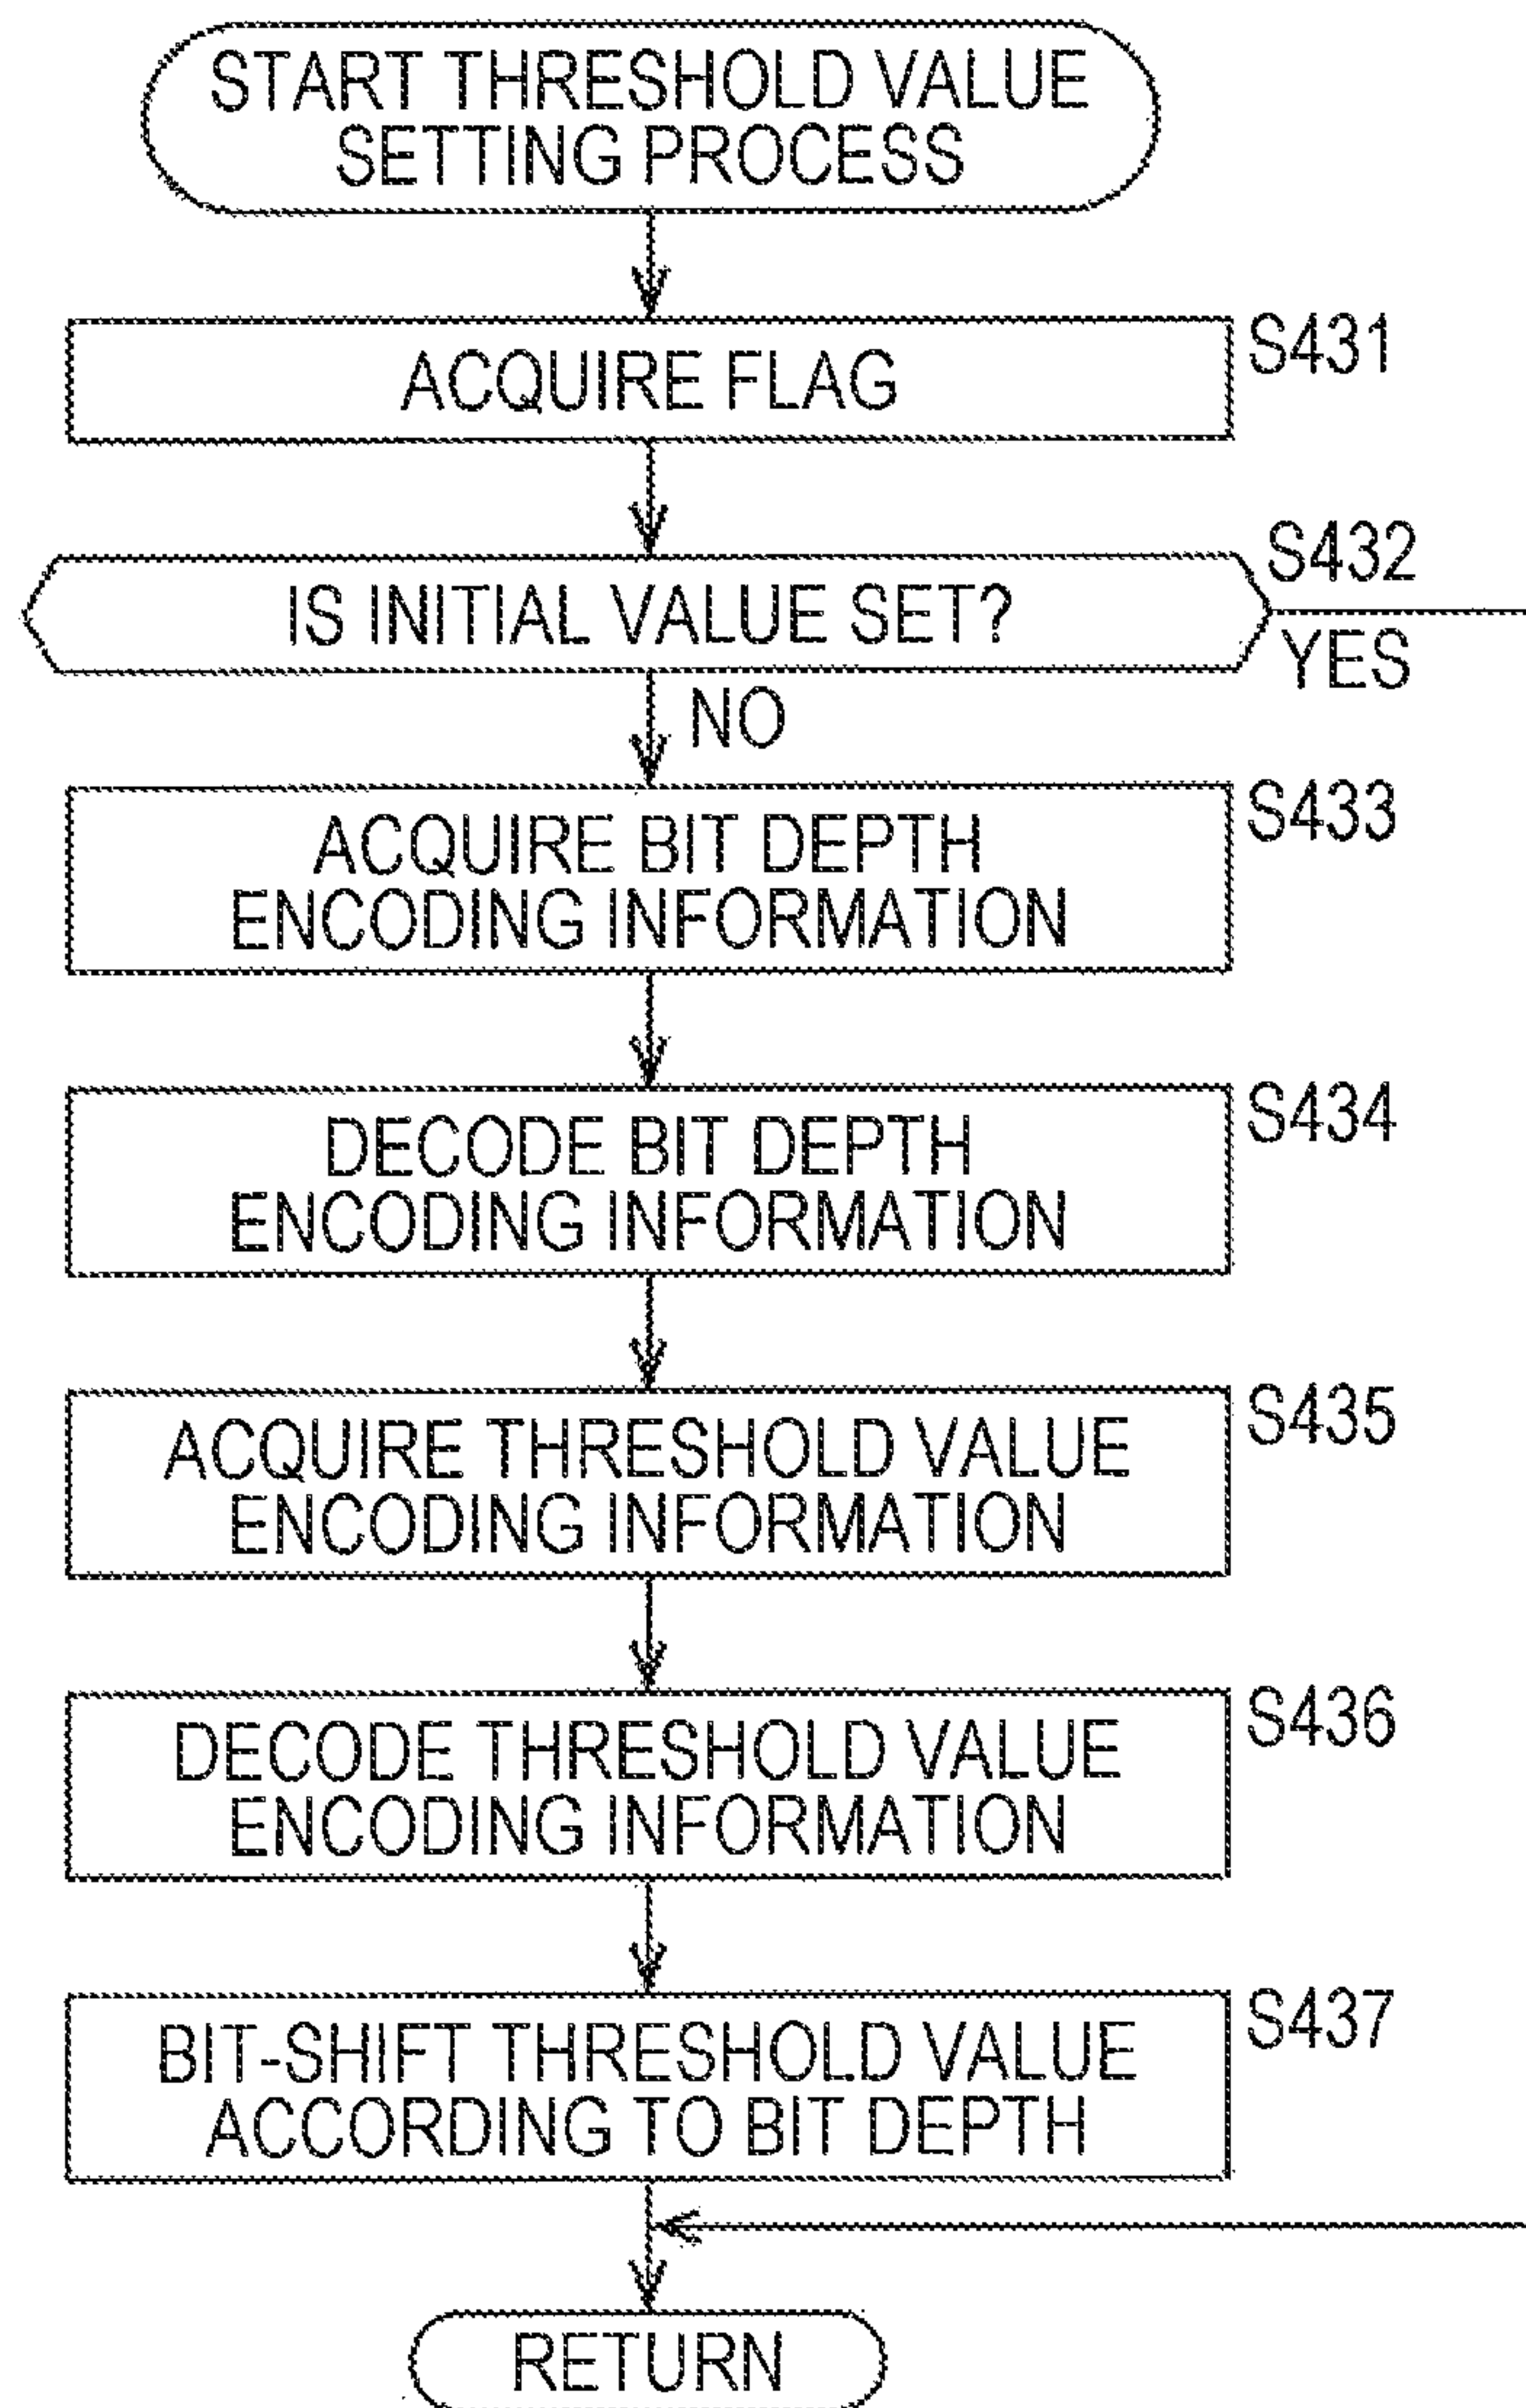 START THRESHOLD VALUE
SETTING PROCESS
ACQUIRE FLAG
S431
IS INITIAL VALUE SET?
S432
YES
NO
ACQUIRE BIT DEPTH
ENCODING INFORMATION
S433
DECODE BIT DEPTH
ENCODING INFORMATION
S434
ACQUIRE THRESHOLD VALUE
ENCODING INFORMATION
S435
DECODE THRESHOLD VALUE
ENCODING INFORMATION
S436
BIT-SHIFT THRESHOLD VALUE
ACCORDING TO BIT DEPTH
S437
RETURN